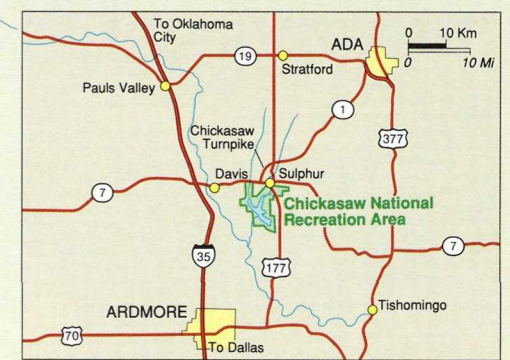 To Oklahoma
City
ADA
0 10 Km
0 10 Mi
19
Stratford
Pauls Valley
1
377
Chickasaw
Turnpike
Davis
Sulphur
7
Chickasaw National
Recreation Area
7
35
177
Tishomingo
ARDMORE
70
To Dallas